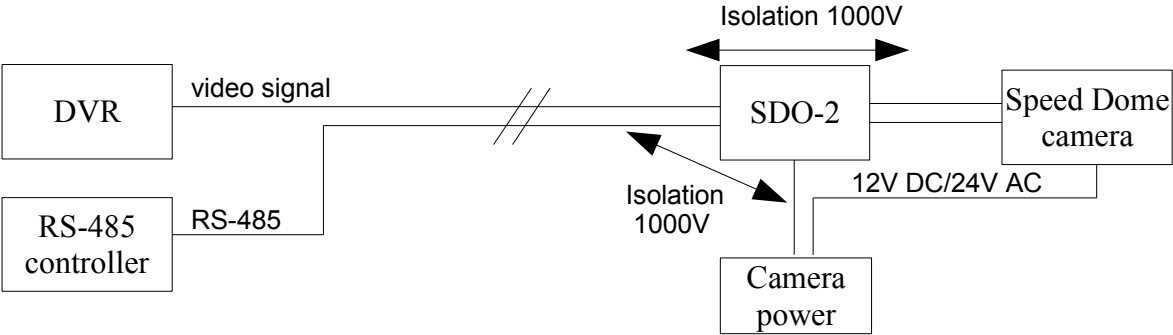 Isolation 1000V
DVR
video signal
SDO-2
Speed Dome
camera
12V DC/24V AC
Isolation
1000V
RS-485
controller
RS-485
Camera
power